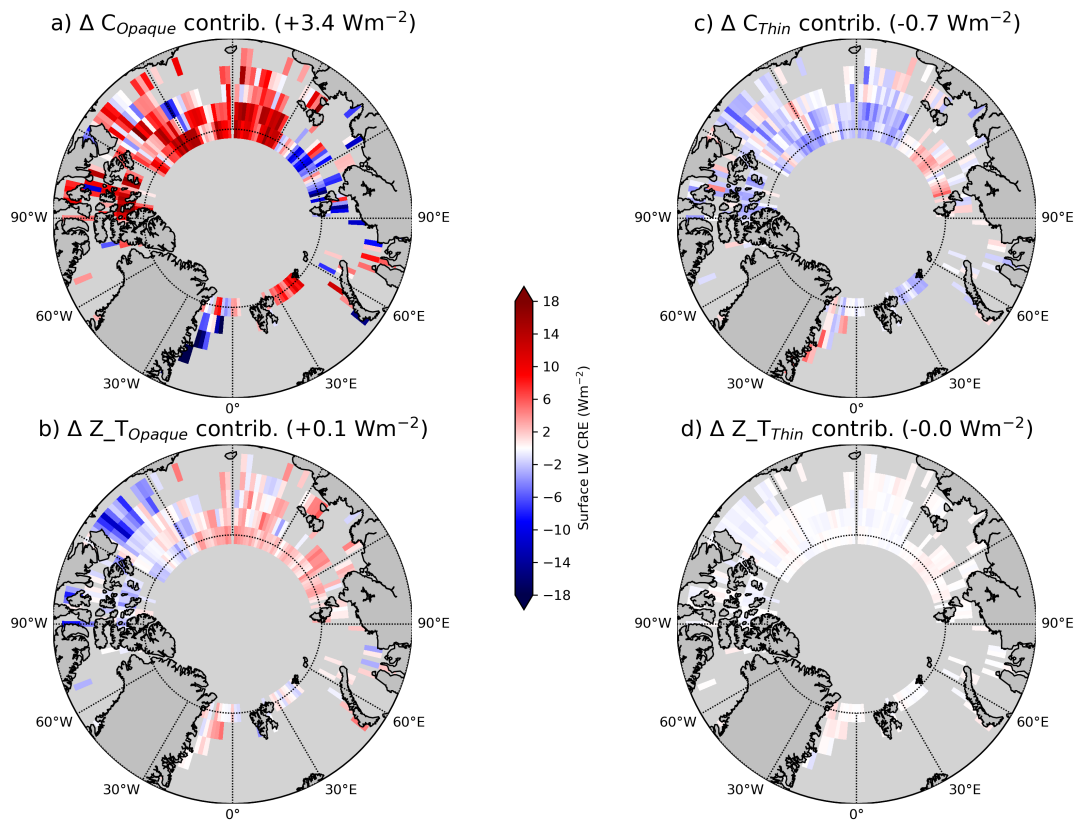 a) Δ C_Opaque contrib. (+3.4 Wm⁻²)
c) Δ C_Thin contrib. (-0.7 Wm⁻²)
90°W
90°E
90°W
90°E
60°W
60°E
60°W
60°E
30°W
30°E
30°W
30°E
0°
0°
18
14
10
6
2
−2
−6
−10
−14
−18
Surface LW CRE (Wm⁻²)
b) Δ Z_T_Opaque contrib. (+0.1 Wm⁻²)
d) Δ Z_T_Thin contrib. (-0.0 Wm⁻²)
90°W
90°E
90°W
90°E
60°W
60°E
60°W
60°E
30°W
30°E
30°W
30°E
0°
0°